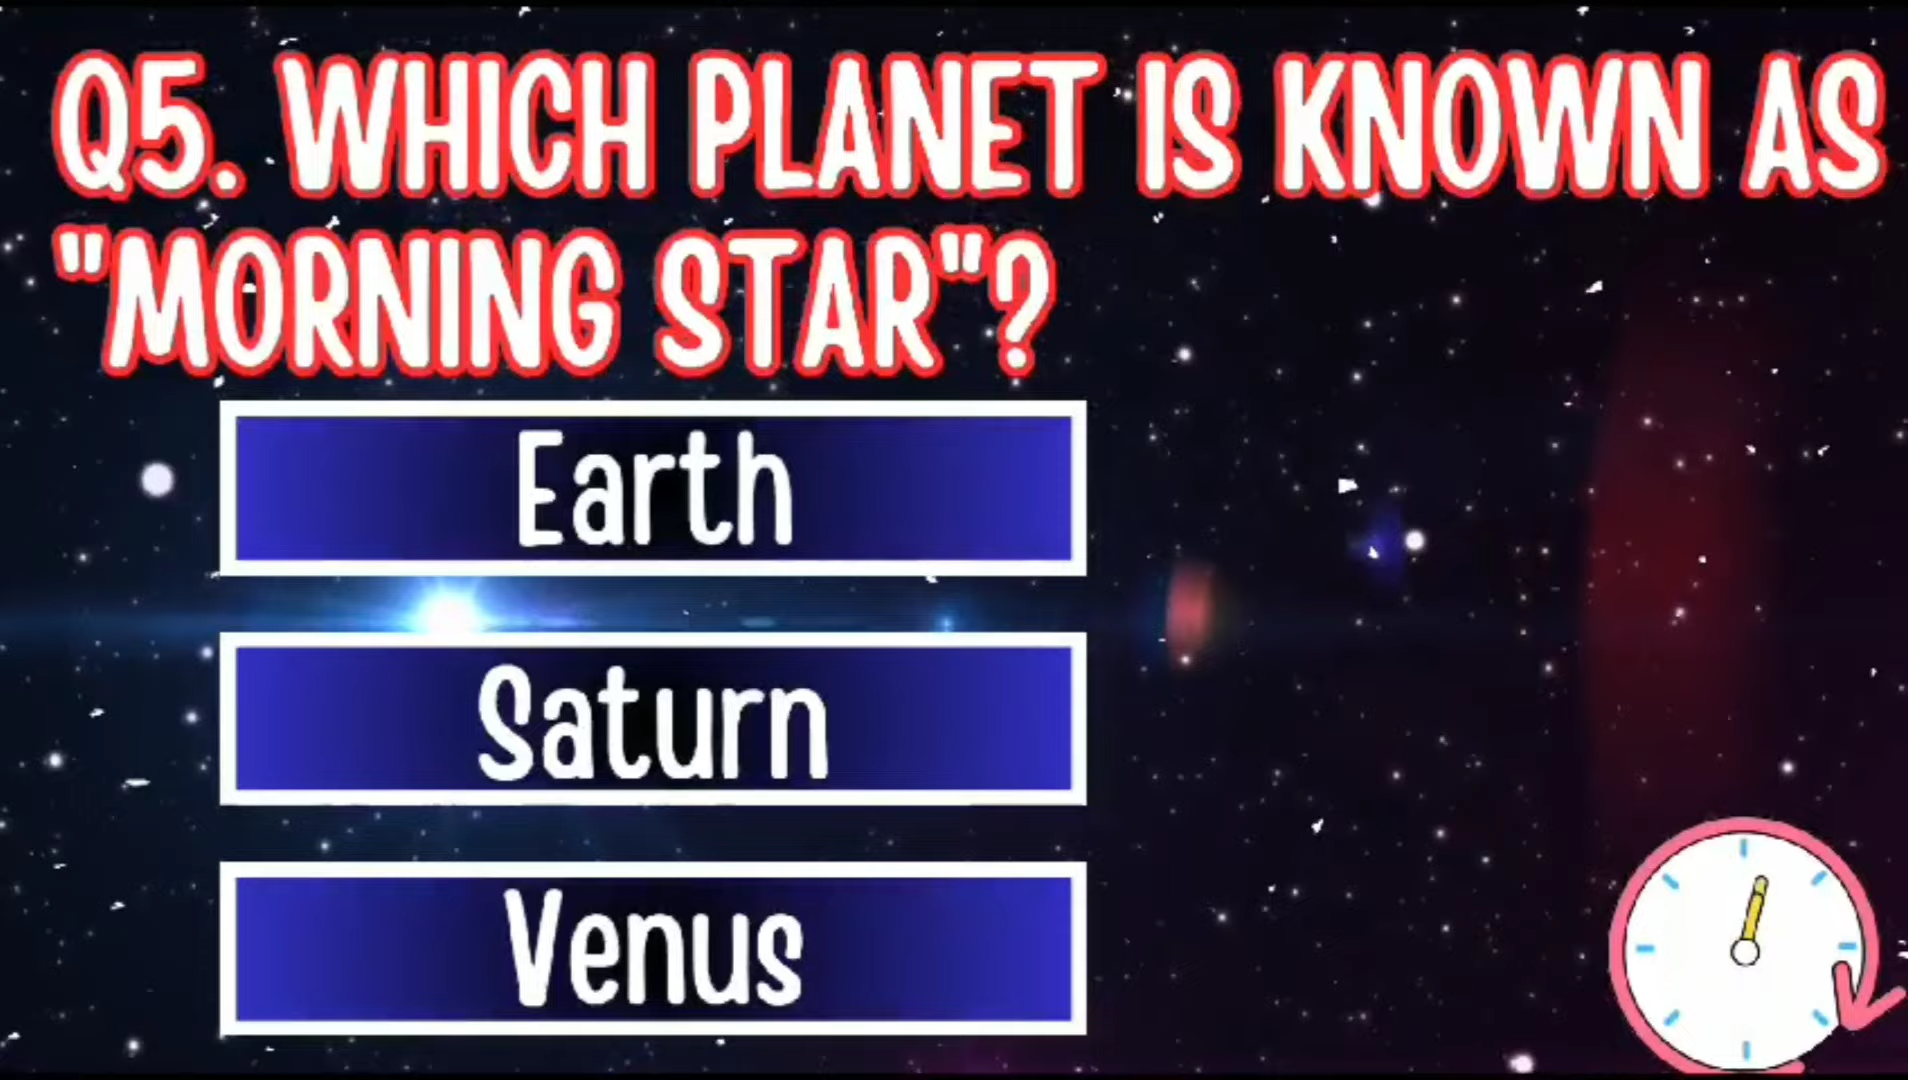 Q5. WHICH PLANET IS KNOWN AS
"MORNING STAR"?
Earth
Saturn
Venus